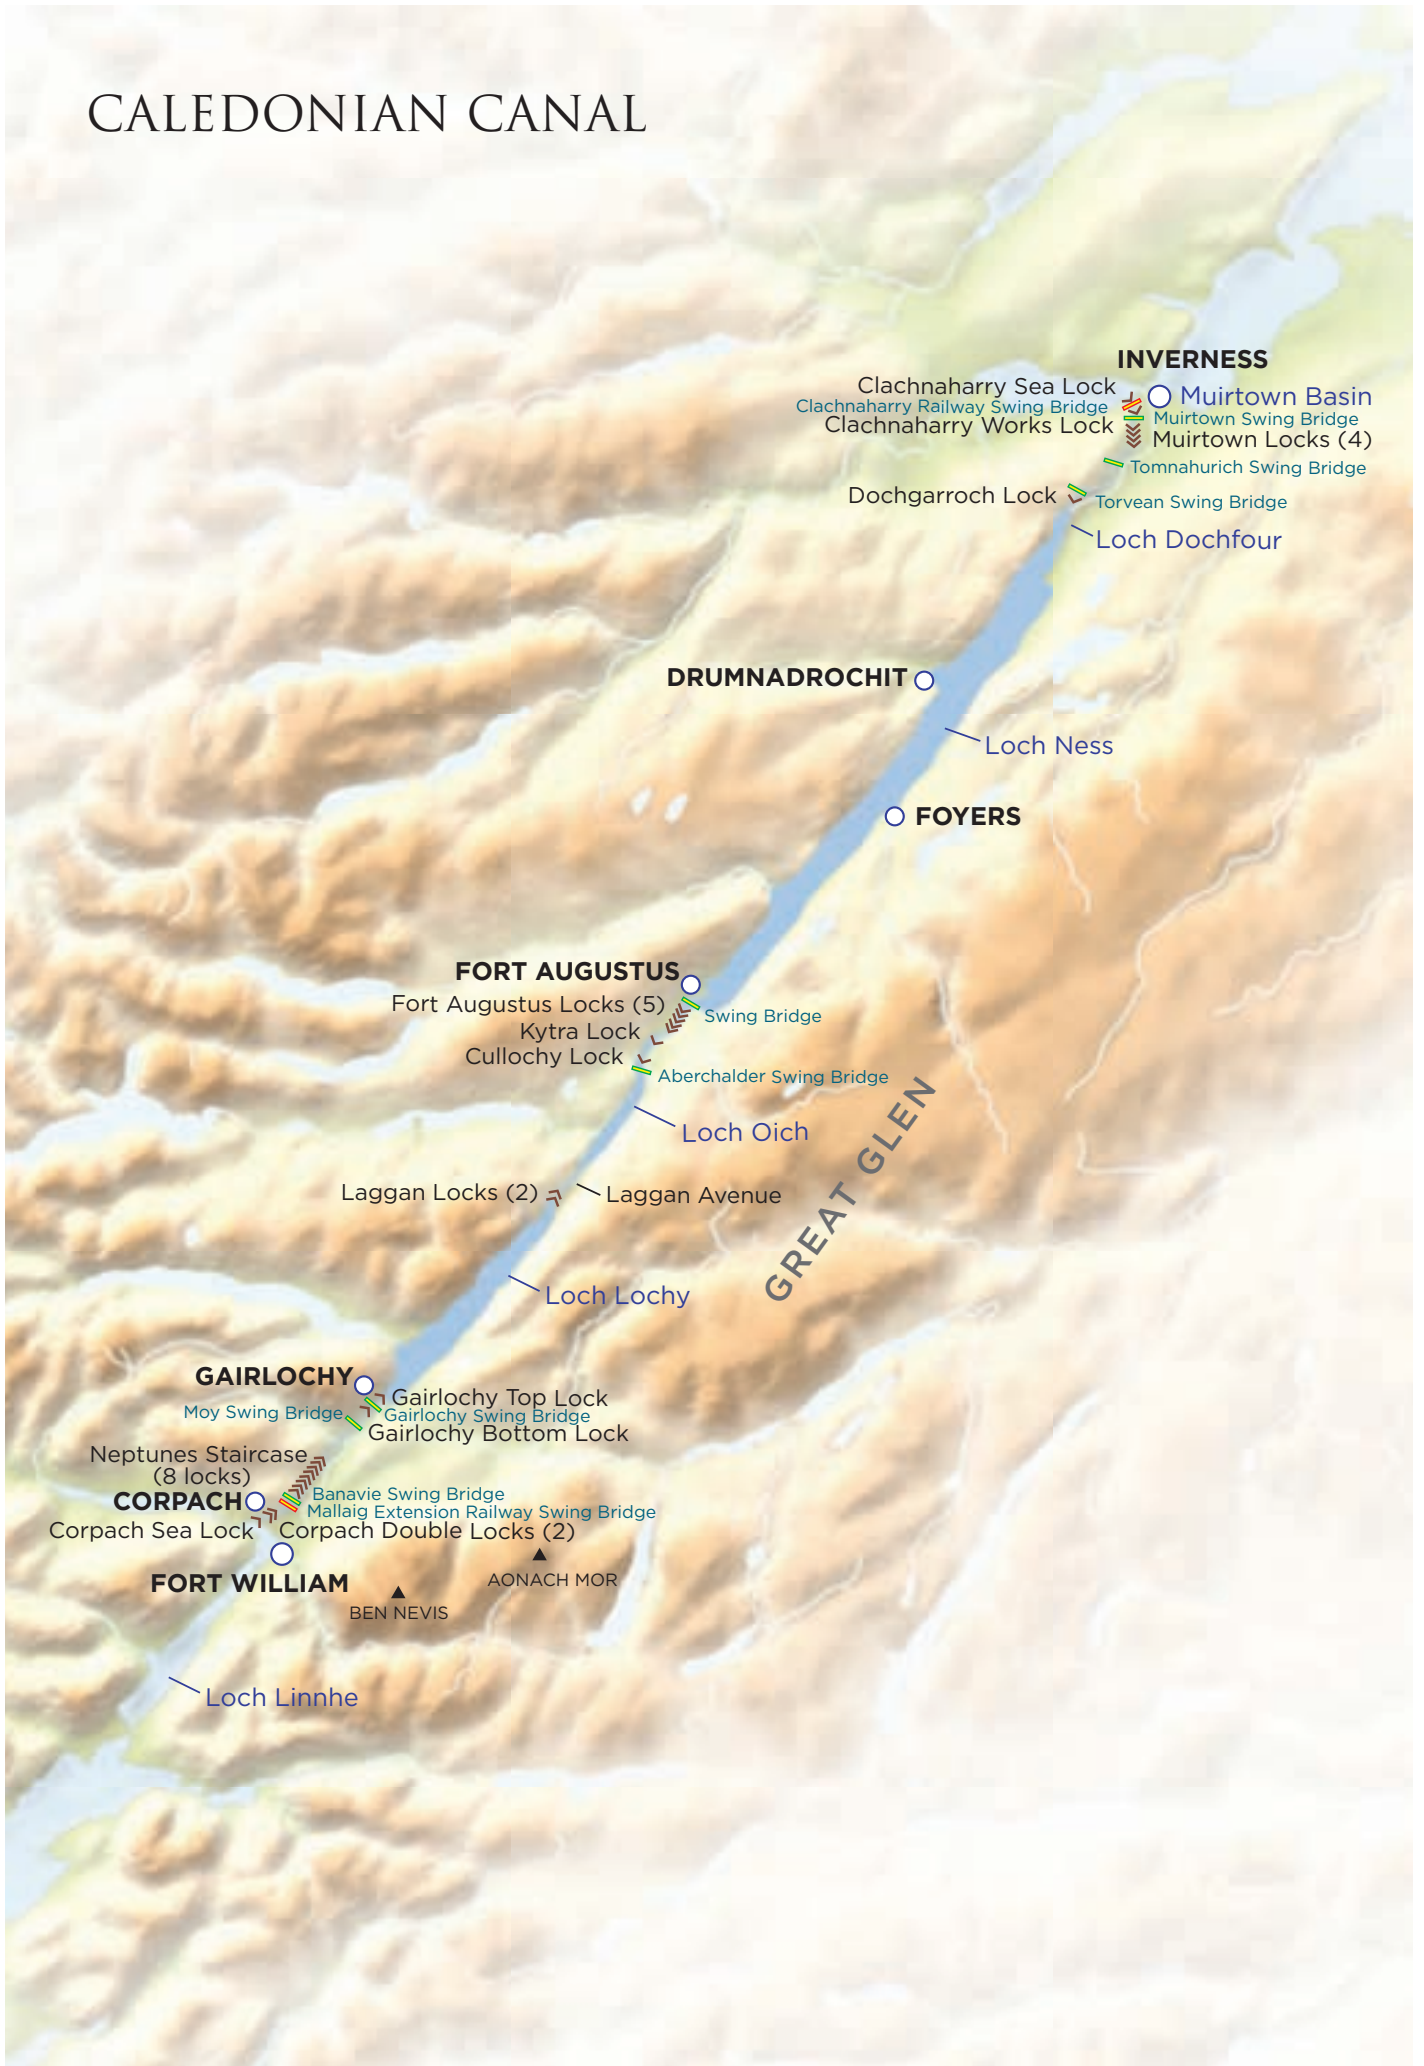 CALEDONIAN CANAL
INVERNESS
Clachnaharry Sea Lock
Muirtown Basin
Clachnaharry Railway Swing Bridge
Muirtown Swing Bridge
Clachnaharry Works Lock
Muirtown Locks (4)
Tomnahurich Swing Bridge
Dochgarroch Lock
Torvean Swing Bridge
Loch Dochfour
DRUMNADROCHIT
Loch Ness
FOYERS
FORT AUGUSTUS
Fort Augustus Locks (5)
Swing Bridge
Kytra Lock
Cullochy Lock
Aberchalder Swing Bridge
Loch Oich
GREAT GLEN
Laggan Locks (2)
Laggan Avenue
Loch Lochy
GAIRLOCHY
Gairlochy Top Lock
Moy Swing Bridge
Gairlochy Swing Bridge
Gairlochy Bottom Lock
Neptunes Staircase
(8 locks)
Banavie Swing Bridge
CORPACH
Mallaig Extension Railway Swing Bridge
Corpach Sea Lock
Corpach Double Locks (2)
FORT WILLIAM
AONACH MOR
BEN NEVIS
Loch Linnhe